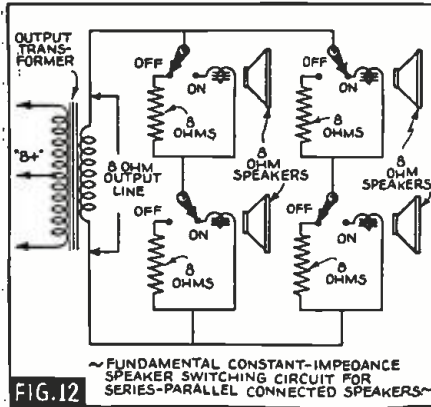 OUTPUT
TRANS-
FORMER
"B+"
8 OHM
OUTPUT
LINE
OFF
ON
8
OHMS
8
OHM
SPEAKERS
OFF
ON
8
OHMS
OFF
ON
8
OHMS
8
OHM
SPEAKERS
OFF
ON
8
OHMS
~FUNDAMENTAL CONSTANT-IMPEDANCE
SPEAKER SWITCHING CIRCUIT FOR
SERIES-PARALLEL CONNECTED SPEAKERS~
FIG.12